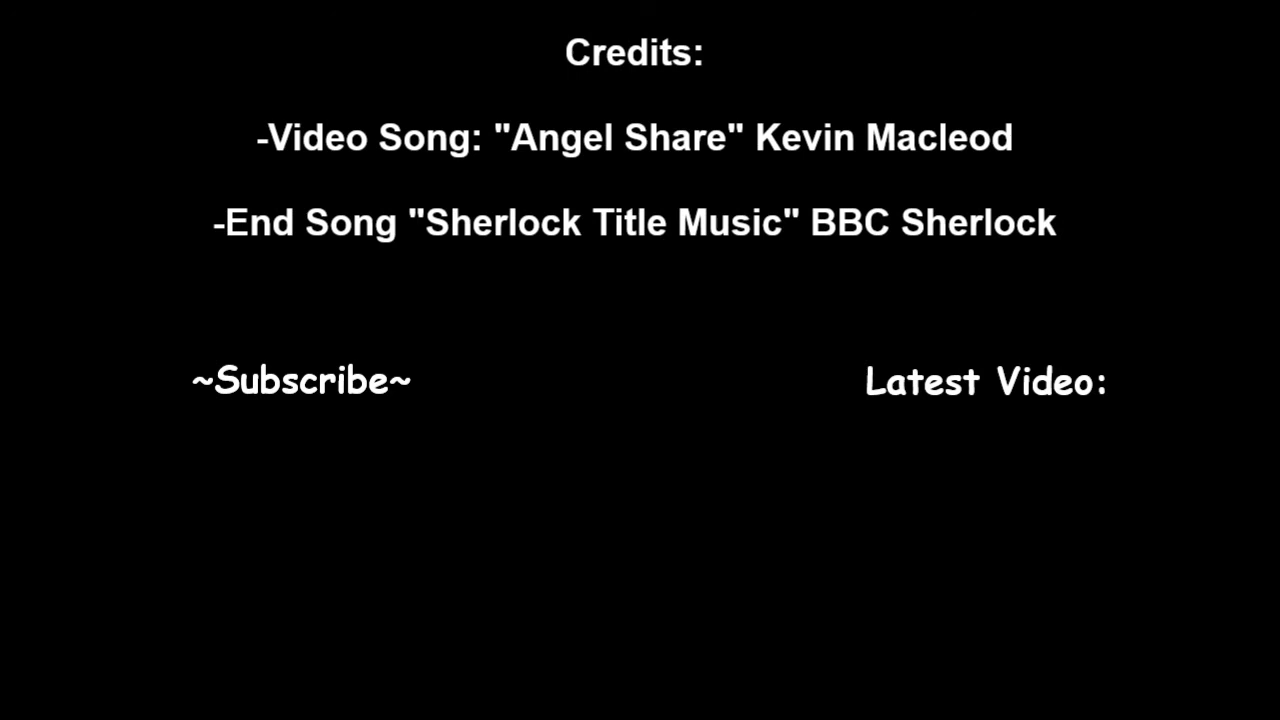 Credits:
-Video Song: "Angel Share" Kevin Macleod
-End Song "Sherlock Title Music" BBC Sherlock
~Subscribe~
Latest Video: